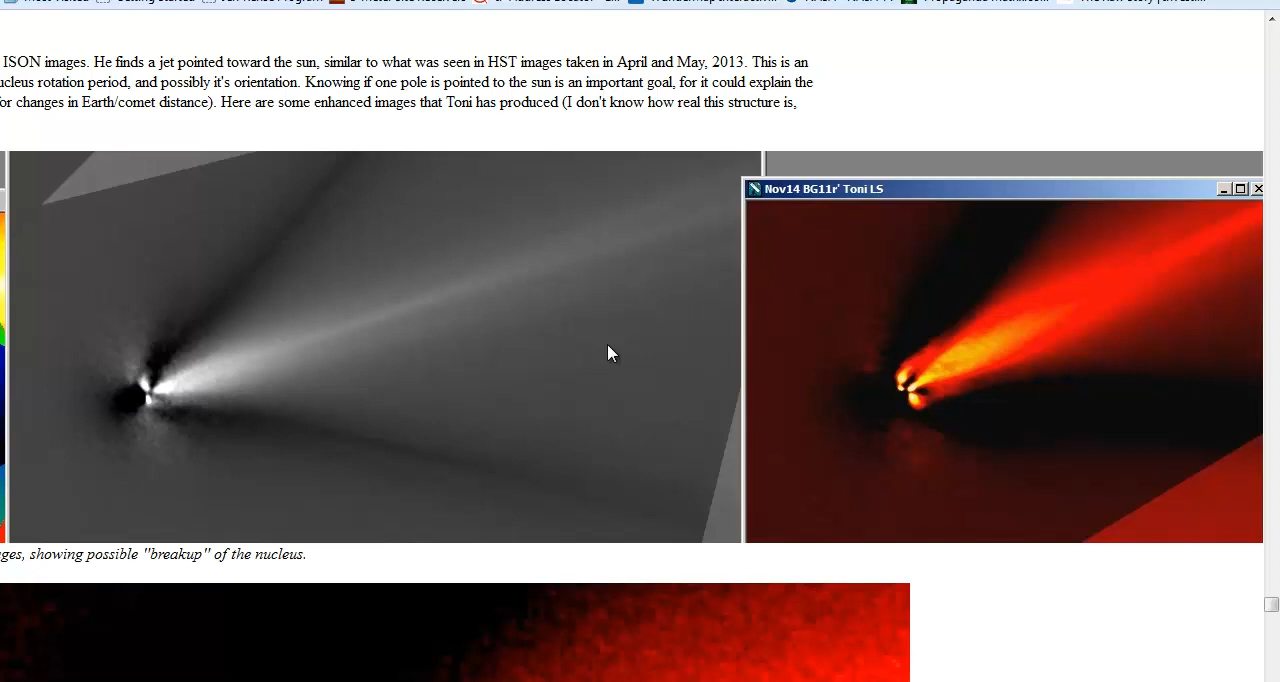 ISON images. He finds a jet pointed toward the sun, similar to what was seen in HST images taken in April and May, 2013. This is an
ucleus rotation period, and possibly it's orientation. Knowing if one pole is pointed to the sun is an important goal, for it could explain the
or changes in Earth/comet distance). Here are some enhanced images that Toni has produced (I don't know how real this structure is,
Nov14 BG11r' Toni LS
ges, showing possible "breakup" of the nucleus.